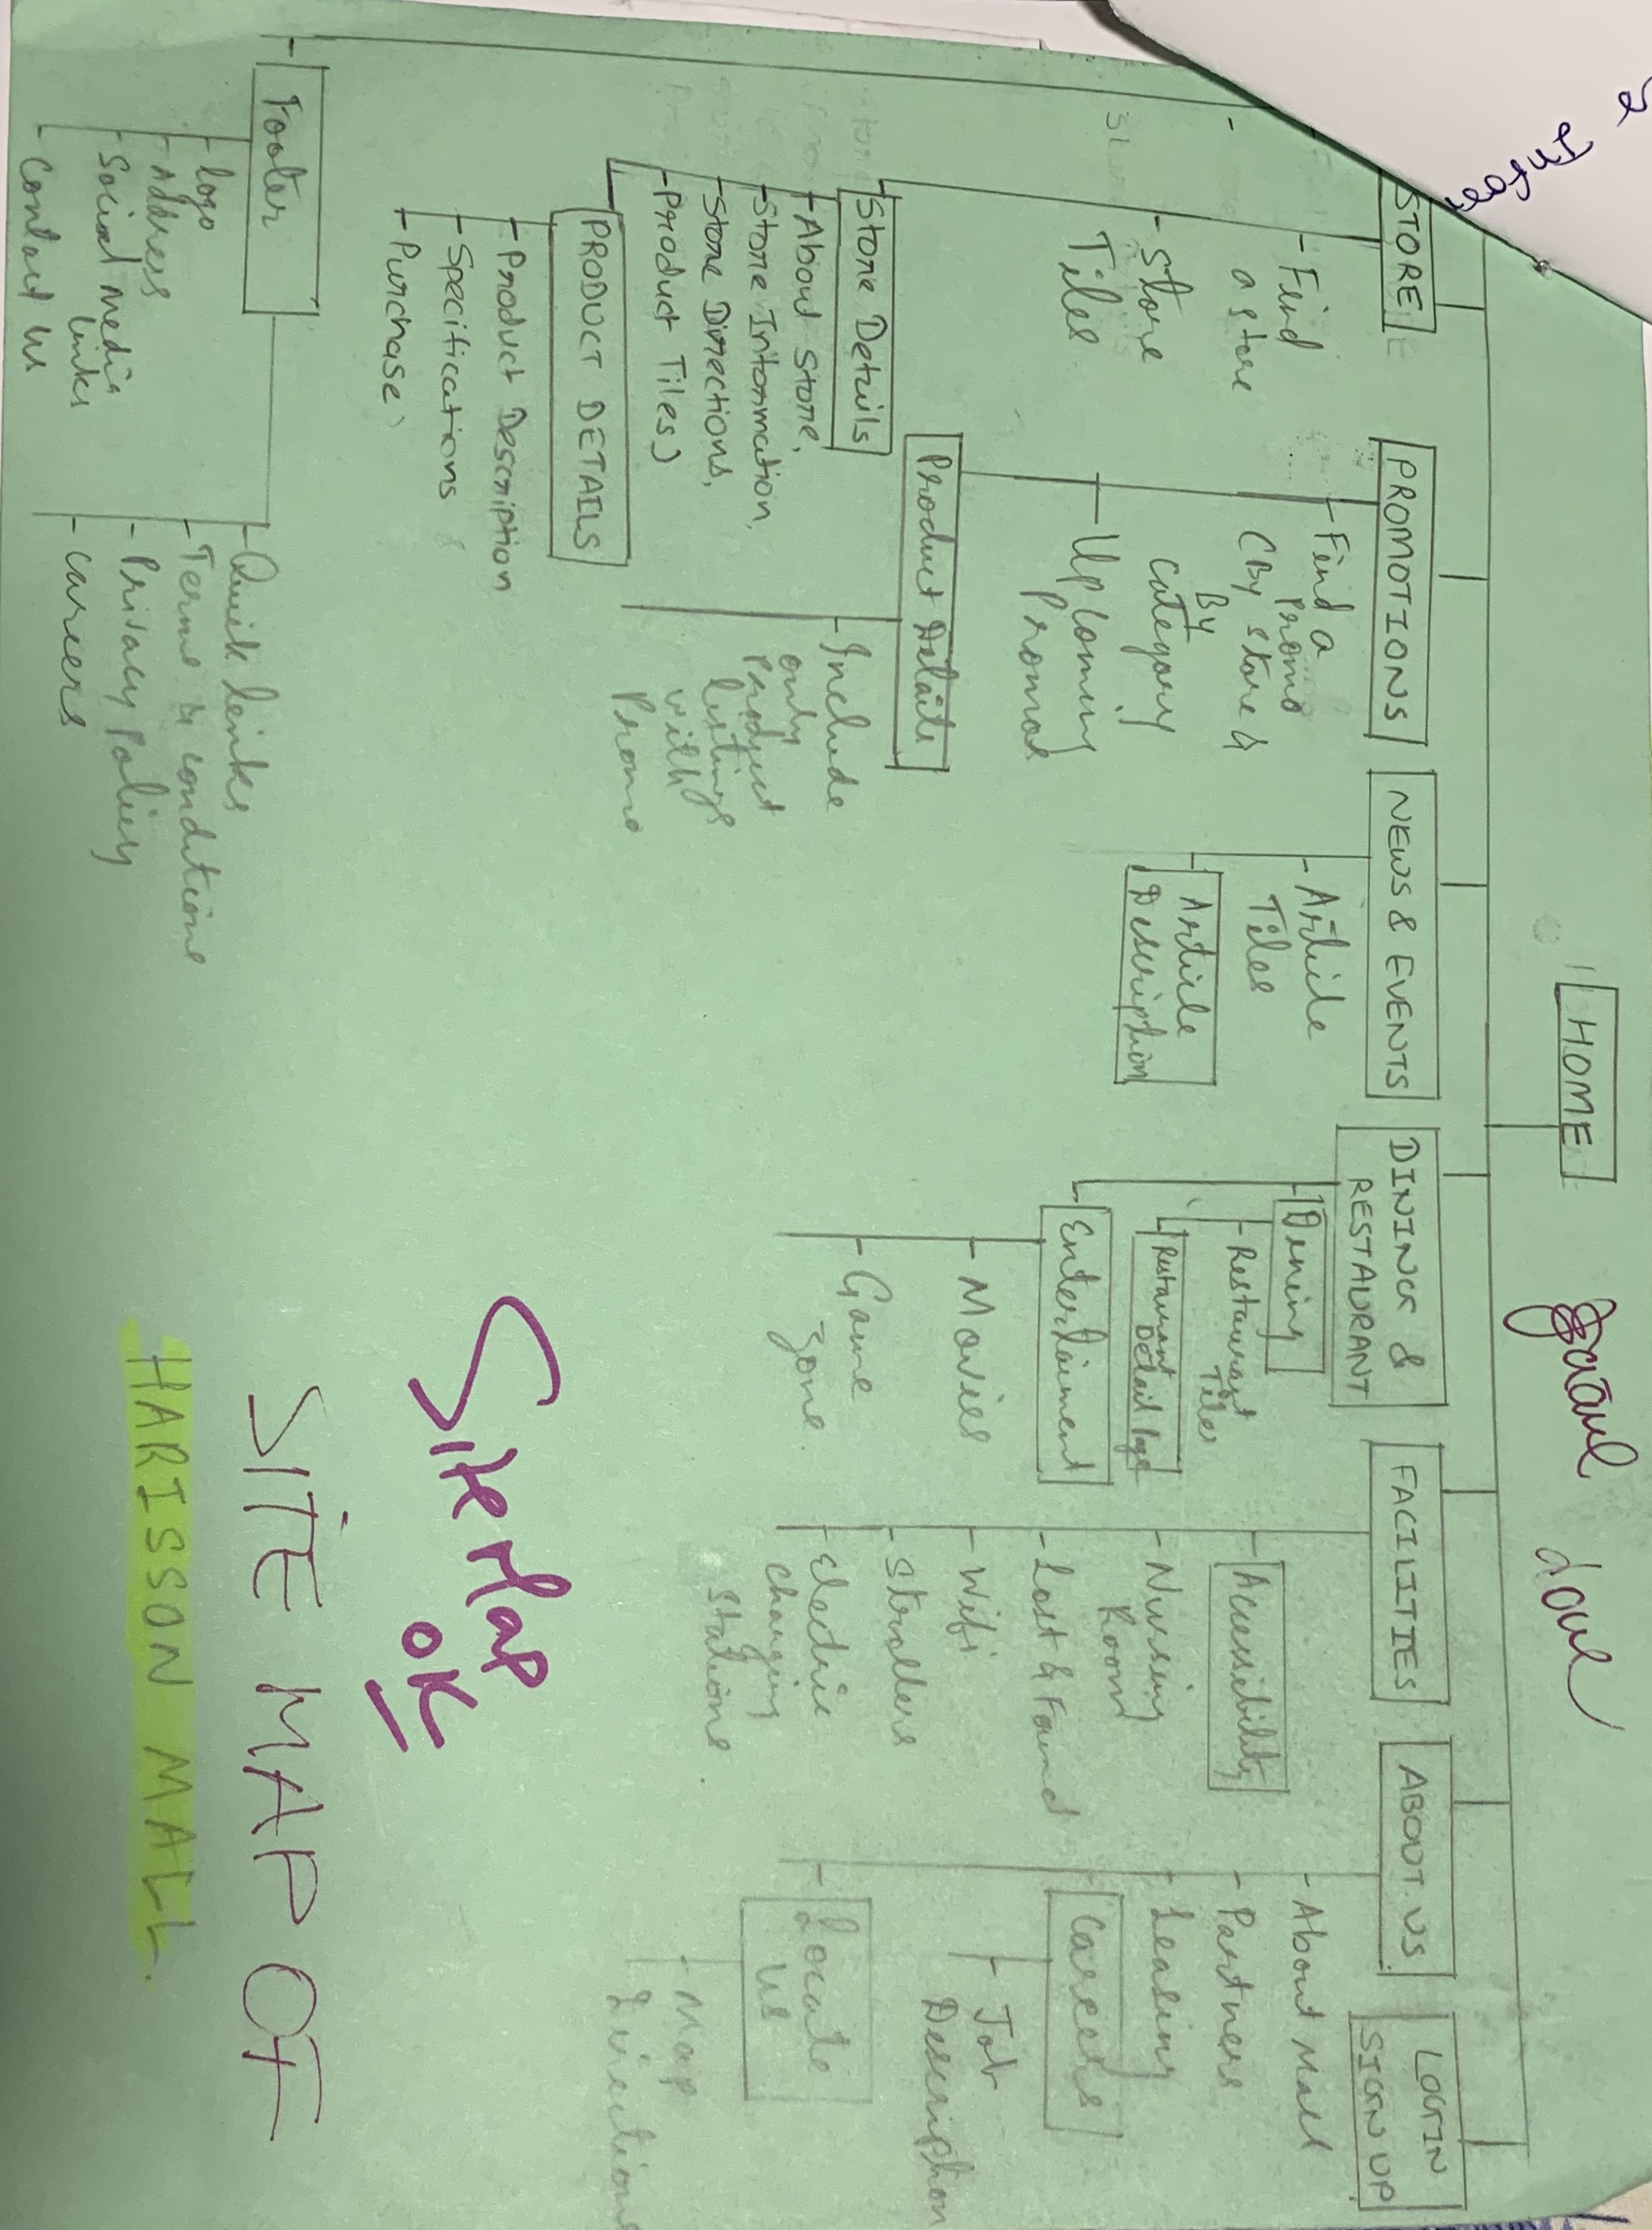 HOME
STORE
PROMOTIONS
NEWS & EVENTS
DINING &
RESTAURANT
FACILITIES
ABOUT US
LOGIN
SIGN UP
- Find
a store
- Store
Tiles
Store Details
- About Store,
- Store Information,
- Store Directions,
- Product Tiles)
PRODUCT DETAILS
- Product Description
- Specifications
- Purchase
- Find a
Promo
(By Store &
By
Category
- Upcoming
Promos
Product Details
- Include
only
Product
listings
with
Promo
- Article
Tiles
Article
Description
Dining
- Restaurant
Tiles
Restaurant
Detail Page
Entertaiment
- Movies
- Game
zone.
- Accessibility
- Nursing
Room
- Lost & Found
- Wifi
- Strollers
- Electric
Charging
Stations.
- About Mall
- Partners
- Leasing
Careers
- Job
Description
- Locate
us
- Map
Directions
- Footer
- logo
- Address
- Social Media
links
- Contact us
- Quick links
- Terms & conditions
- Privacy policy
- careers
Site Map
OK
SITE MAP OF
HARISSON MALL.